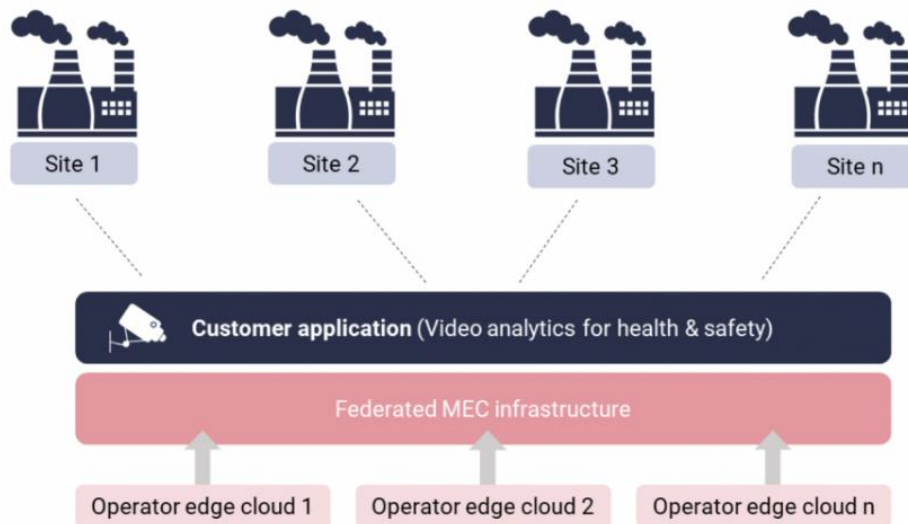 Site 1
Site 2
Site 3
Site n
Customer application (Video analytics for health & safety)
Federated MEC infrastructure
Operator edge cloud 1
Operator edge cloud 2
Operator edge cloud n